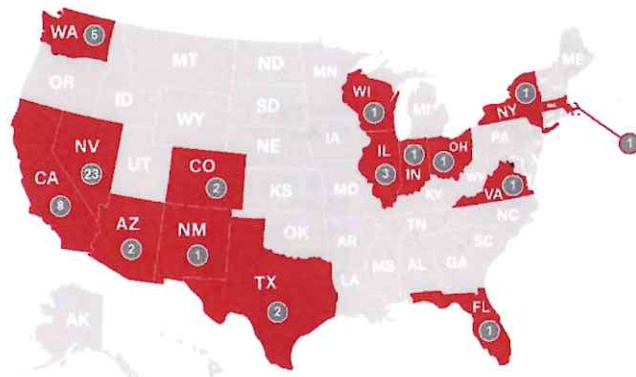 WA 5
ME
MT
ND
OR
MN
ID
SD
WI
1
MI
NY
1
WY
1
IA
PA
NV
23
UT
CO
2
NE
IL
3
IN
1
OH
1
CA
8
KS
MO
KY
WV
VA
1
NC
AZ
2
NM
1
OK
AR
TN
SC
TX
2
LA
MS
AL
GA
AK
FL
1